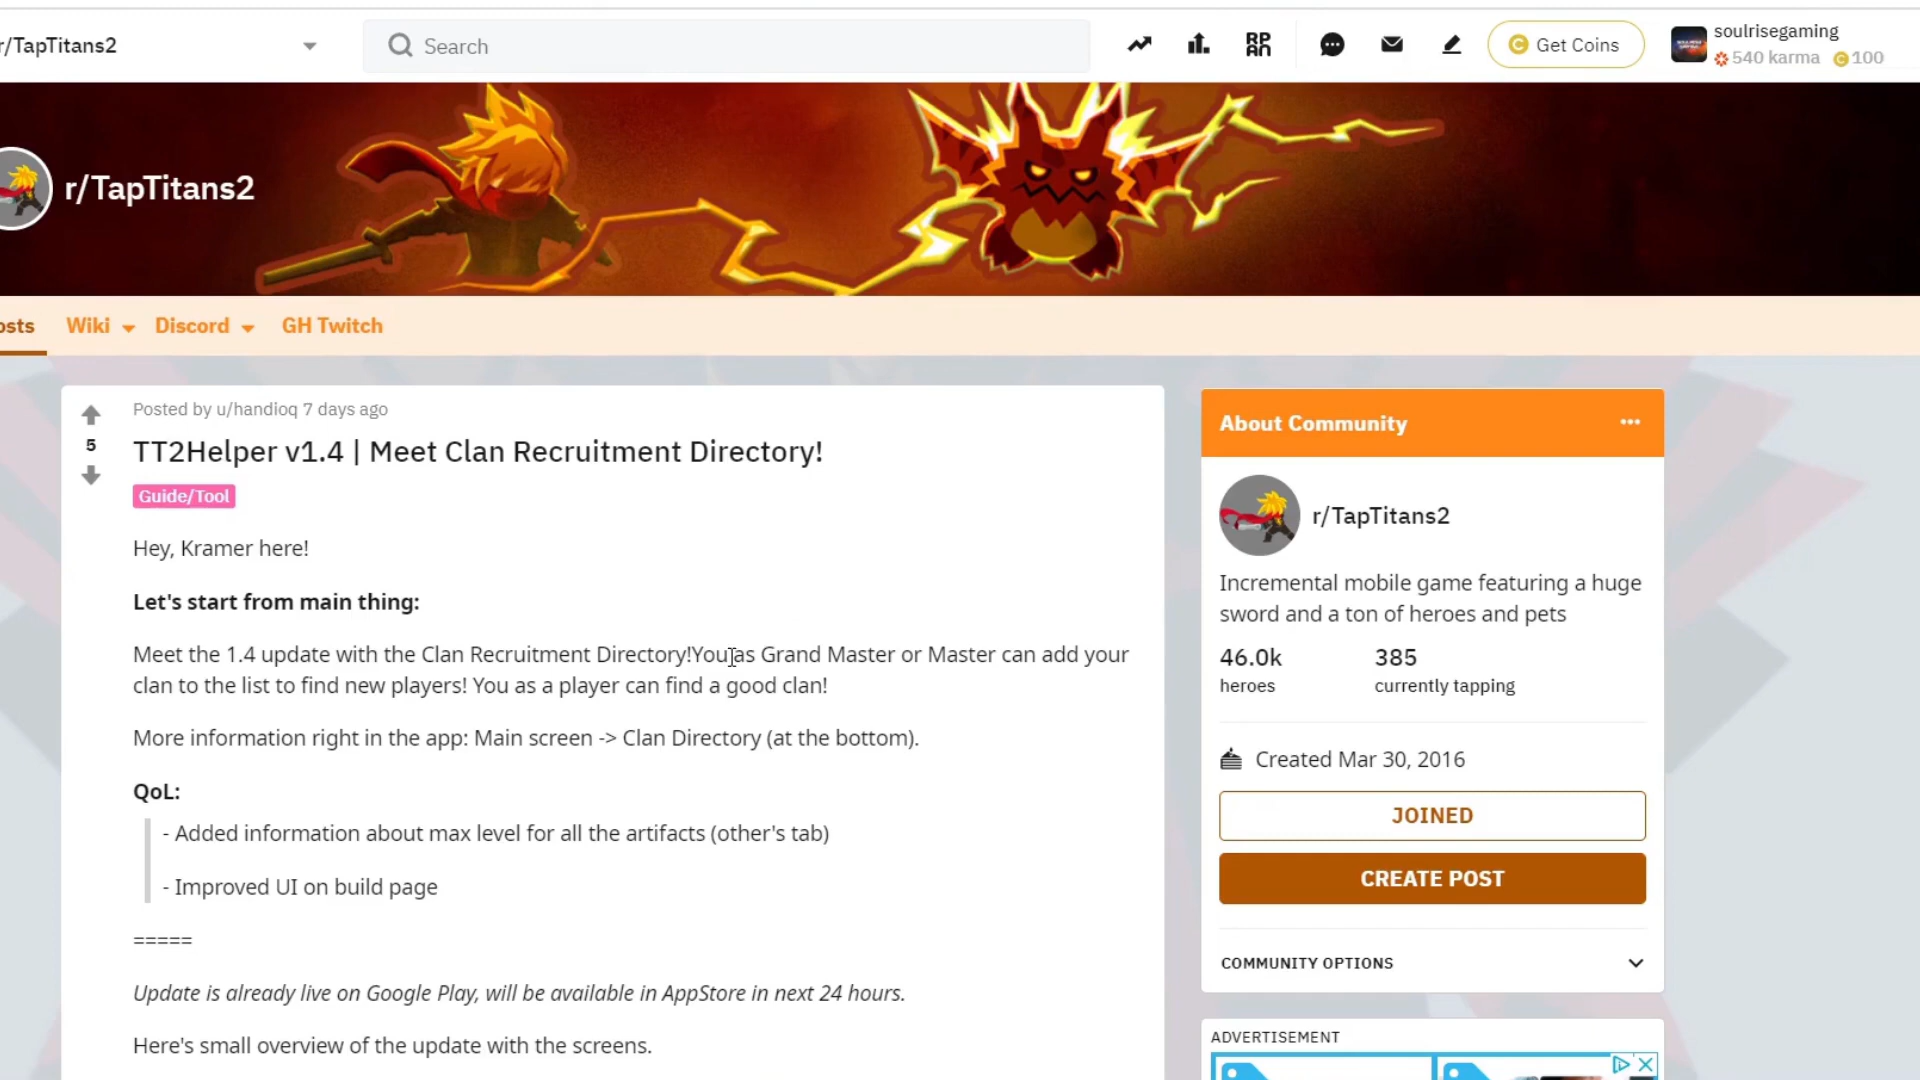 r/TapTitans2
Search
Get Coins
soulrisegaming
540 karma
100
r/TapTitans2
osts
Wiki
Discord
GH Twitch
Posted by u/handioq 7 days ago
5
TT2Helper v1.4 | Meet Clan Recruitment Directory!
Guide/Tool
Hey, Kramer here!
Let's start from main thing:
Meet the 1.4 update with the Clan Recruitment Directory!You as Grand Master or Master can add your
clan to the list to find new players! You as a player can find a good clan!
More information right in the app: Main screen -> Clan Directory (at the bottom).
QoL:
- Added information about max level for all the artifacts (other's tab)
- Improved UI on build page
=====
Update is already live on Google Play, will be available in AppStore in next 24 hours.
Here's small overview of the update with the screens.
About Community
r/TapTitans2
Incremental mobile game featuring a huge
sword and a ton of heroes and pets
46.0k
385
heroes
currently tapping
Created Mar 30, 2016
JOINED
CREATE POST
COMMUNITY OPTIONS
ADVERTISEMENT